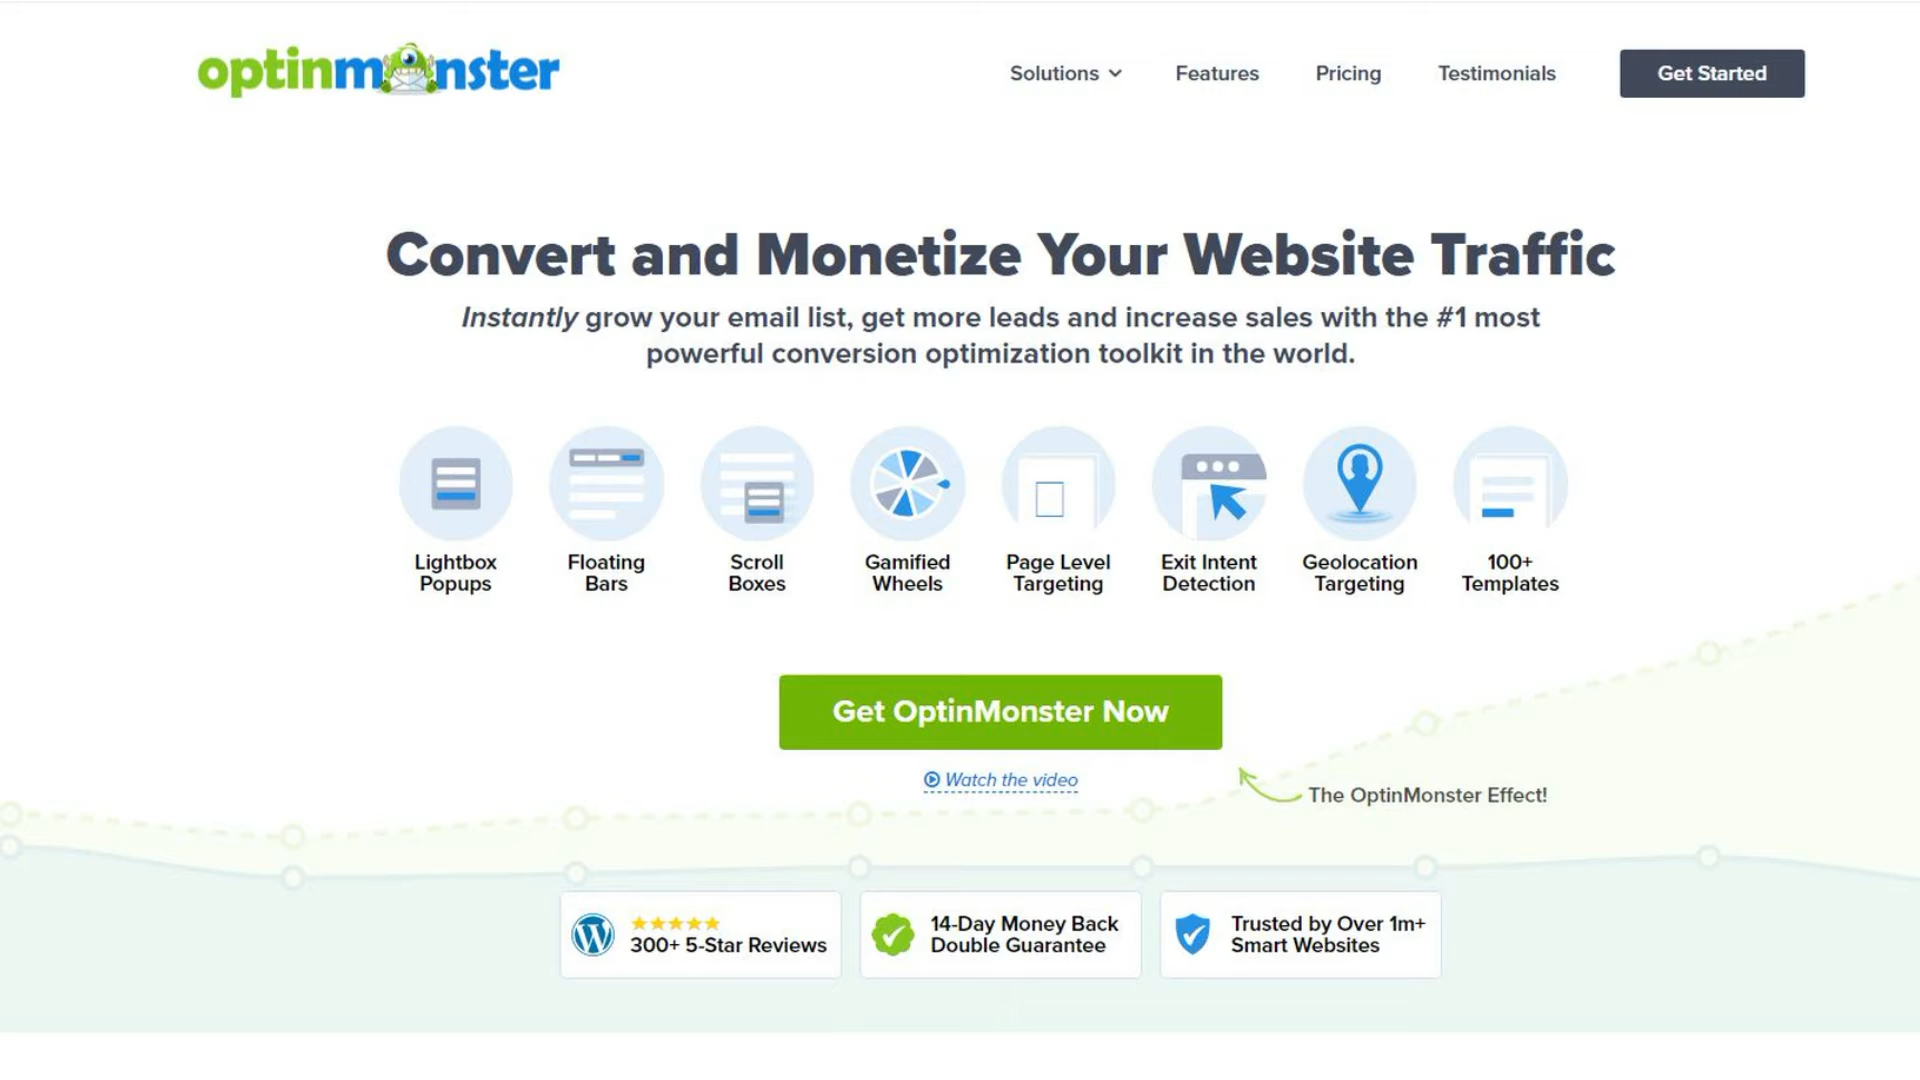 optinmonster
Solutions
Features
Pricing
Testimonials
Get Started
Convert and Monetize Your Website Traffic
Instantly grow your email list, get more leads and increase sales with the #1 most
powerful conversion optimization toolkit in the world.
Lightbox
Popups
Floating
Bars
Scroll
Boxes
Gamified
Wheels
Page Level
Targeting
Exit Intent
Detection
Geolocation
Targeting
100+
Templates
Get OptinMonster Now
Watch the video
The OptinMonster Effect!
300+ 5-Star Reviews
14-Day Money Back
Double Guarantee
Trusted by Over 1m+
Smart Websites